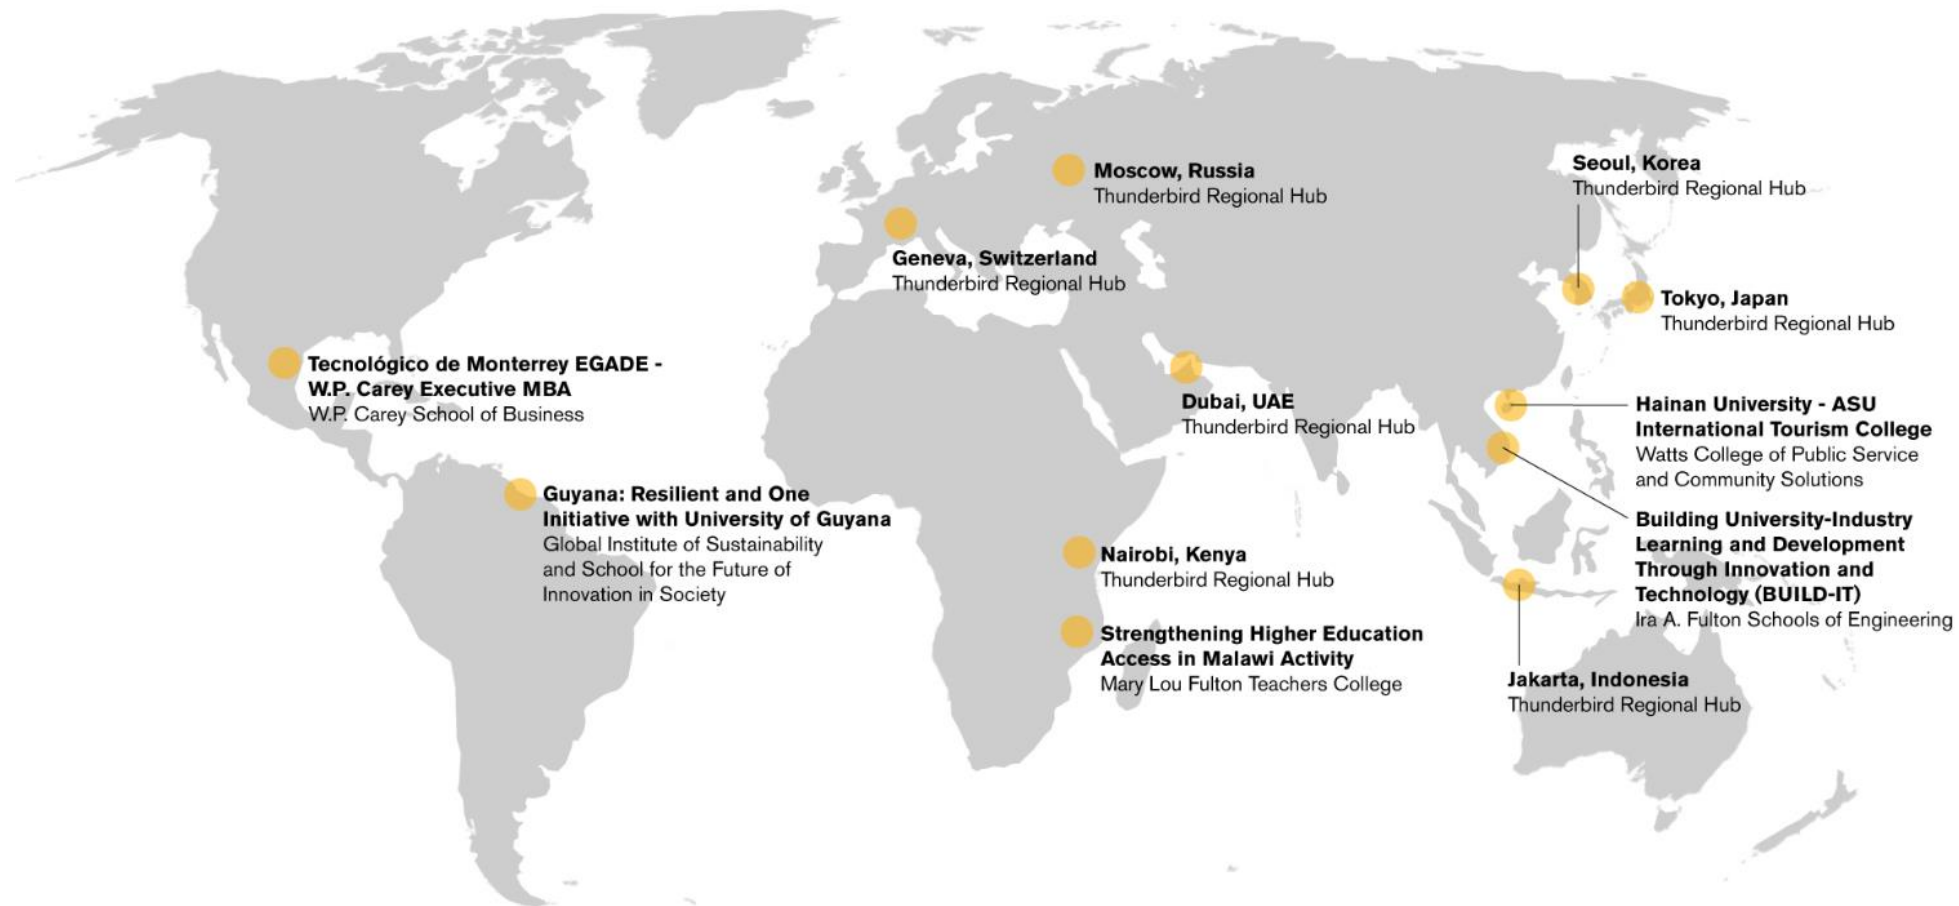 Moscow, Russia
Thunderbird Regional Hub
Seoul, Korea
Thunderbird Regional Hub
Geneva, Switzerland
Thunderbird Regional Hub
Tokyo, Japan
Thunderbird Regional Hub
Tecnológico de Monterrey EGADE -
W.P. Carey Executive MBA
W.P. Carey School of Business
Dubai, UAE
Thunderbird Regional Hub
Hainan University - ASU
International Tourism College
Watts College of Public Service
and Community Solutions
Guyana: Resilient and One
Initiative with University of Guyana
Global Institute of Sustainability
and School for the Future of
Innovation in Society
Building University-Industry
Learning and Development
Through Innovation and
Technology (BUILD-IT)
Ira A. Fulton Schools of Engineering
Nairobi, Kenya
Thunderbird Regional Hub
Strengthening Higher Education
Access in Malawi Activity
Mary Lou Fulton Teachers College
Jakarta, Indonesia
Thunderbird Regional Hub